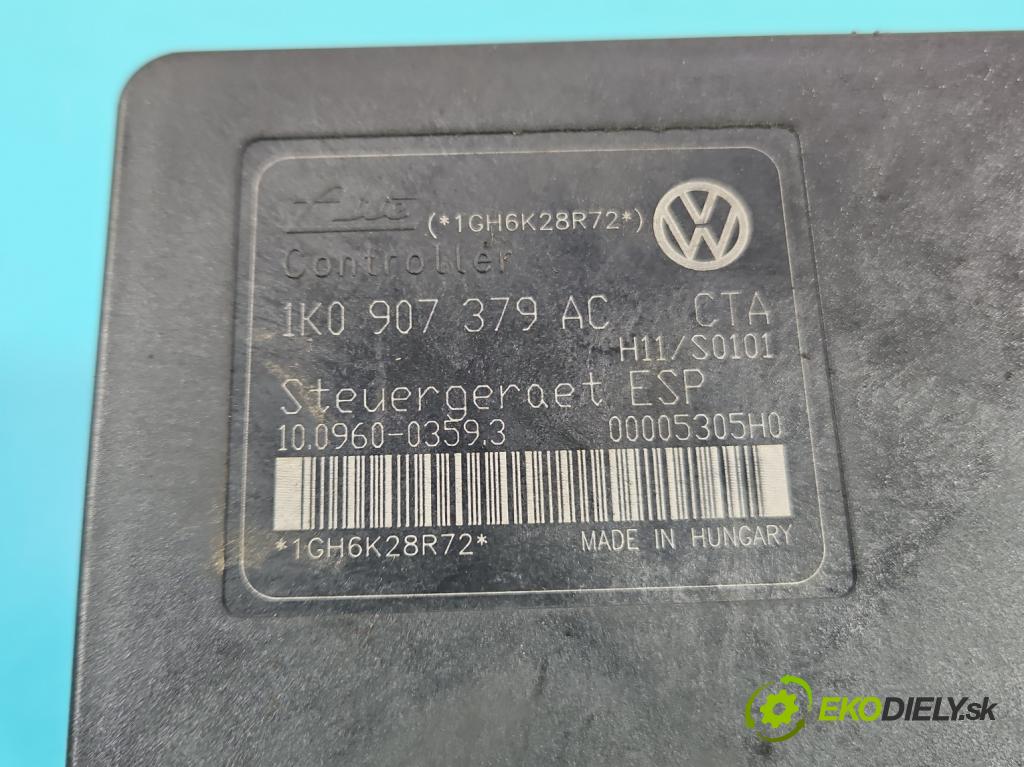 (*1GH6K28R72*)
Controller
1K0 907 379 AC CTA
H11/S0101
Steuergeraet ESP
10.0960-0359.3 00005305H0
*1GH6K28R72* MADE IN HUNGARY
EKODIELY.sk